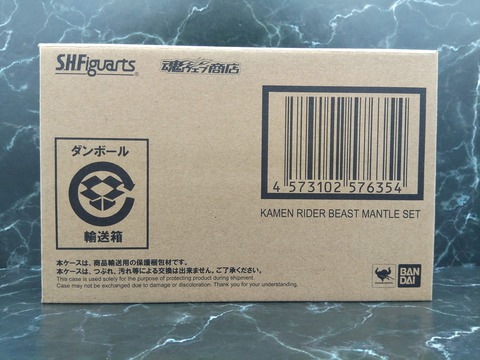 S.H.Figuarts
魂ウェブ商店
ダンボール
輸送箱
4 573102 576354
KAMEN RIDER BEAST MANTLE SET
本ケースは、商品輸送用の保護梱包材です。
本ケースは、つぶれ、汚れ等による交換は出来ません。ご了承ください。
This case is used solely for the purpose of protecting product during shipment.
Case may not be exchanged due to damage or discoloration. Thank you for your understanding.
BAN
DAI